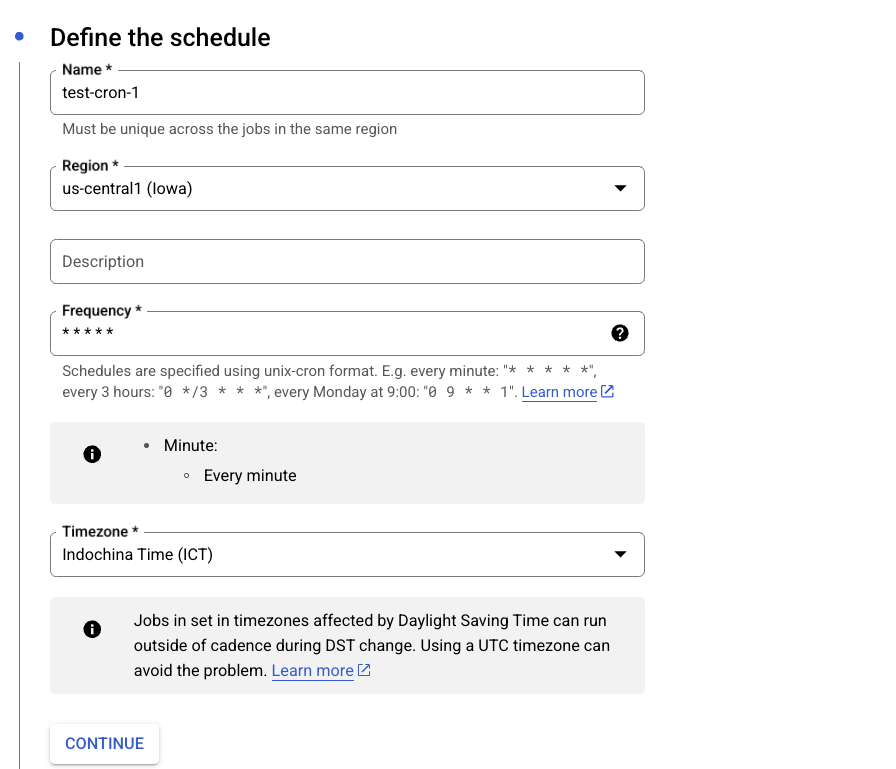 Define the schedule
Name *
test-cron-1
Must be unique across the jobs in the same region
Region *
us-central1 (Iowa)
Description
Frequency *
* * * * *
Schedules are specified using unix-cron format. E.g. every minute: "* * * * *",
every 3 hours: "0 */3 * * *", every Monday at 9:00: "0 9 * * 1". Learn more
Minute:
Every minute
Timezone *
Indochina Time (ICT)
Jobs in set in timezones affected by Daylight Saving Time can run
outside of cadence during DST change. Using a UTC timezone can
avoid the problem. Learn more
CONTINUE